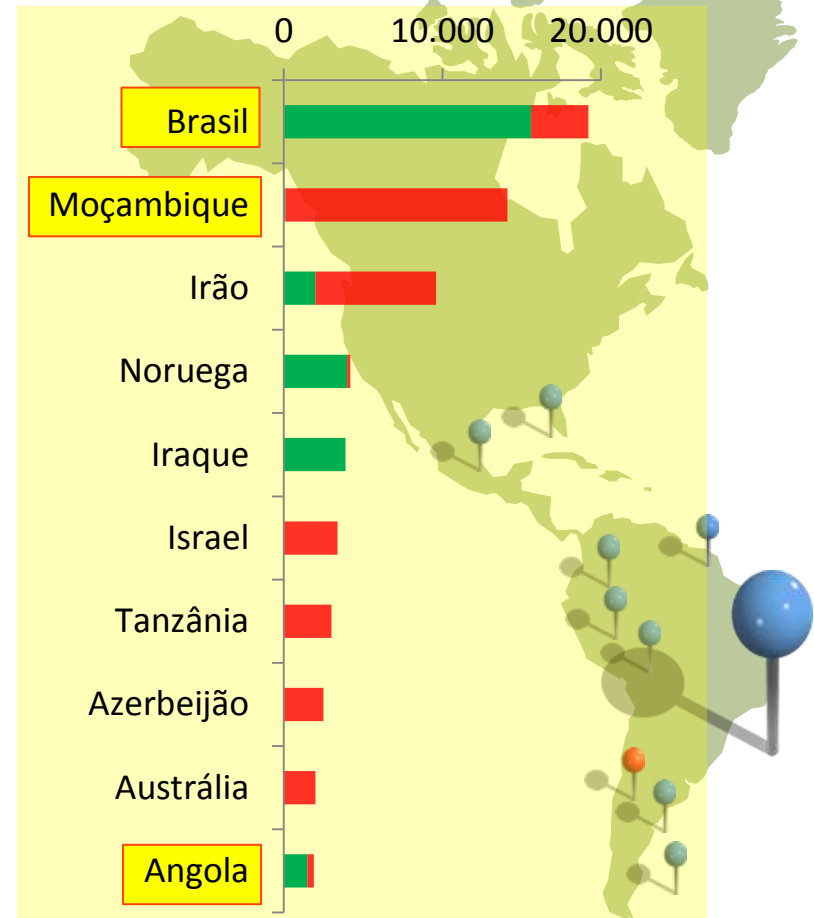 0 10.000 20.000
Brasil
Moçambique
Irão
Noruega
Iraque
Israel
Tanzânia
Azerbeijão
Austrália
Angola